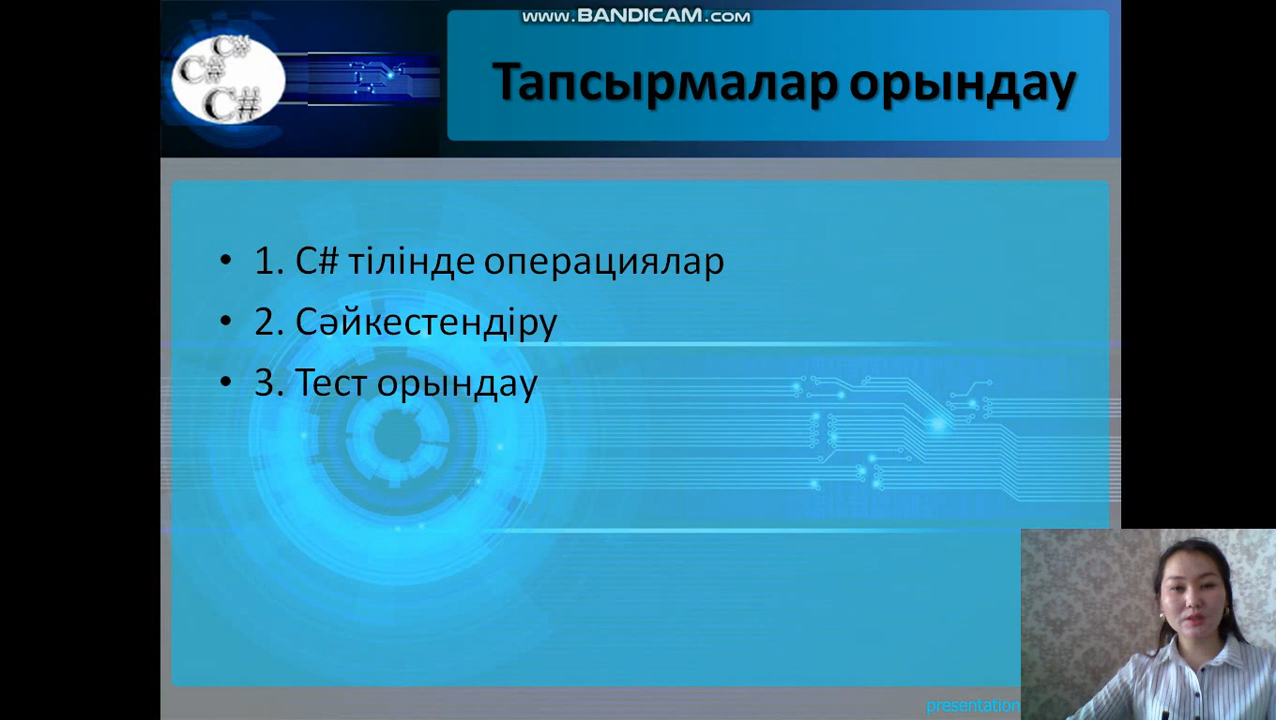 www.BANDICAM.com
C#
C#
C#
Тапсырмалар орындау
• 1. C# тілінде операциялар
• 2. Сәйкестендіру
• 3. Тест орындау
presentation